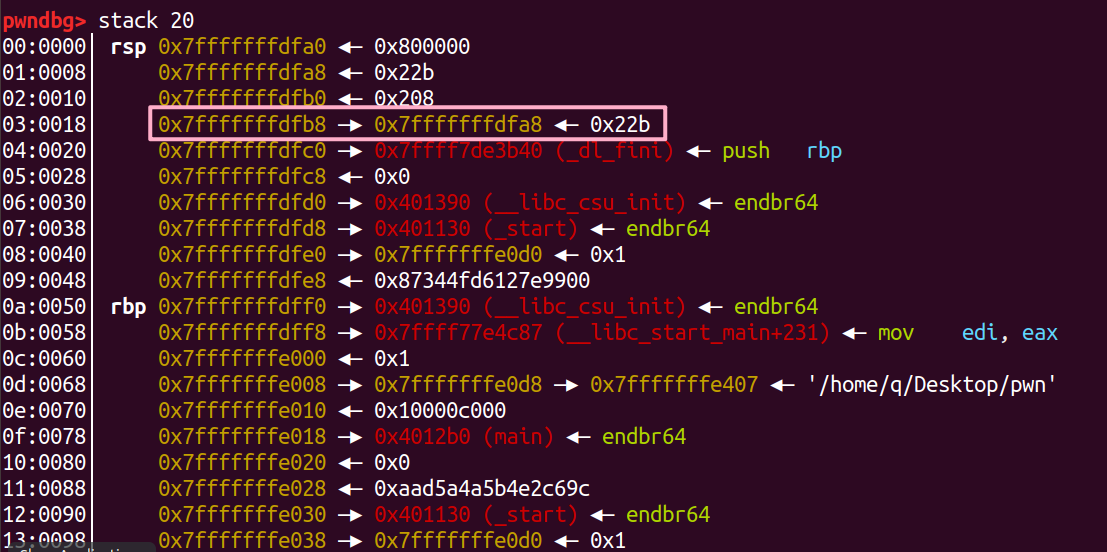 pwndbg> stack 20
00:0000│ rsp 0x7fffffffdfa0 ◂— 0x800000
01:0008│     0x7fffffffdfa8 ◂— 0x22b
02:0010│     0x7fffffffdfb0 ◂— 0x208
03:0018│     0x7fffffffdfb8 —▸ 0x7fffffffdfa8 ◂— 0x22b
04:0020│     0x7fffffffdfc0 —▸ 0x7ffff7de3b40 (_dl_fini) ◂— push   rbp
05:0028│     0x7fffffffdfc8 ◂— 0x0
06:0030│     0x7fffffffdfd0 —▸ 0x401390 (__libc_csu_init) ◂— endbr64
07:0038│     0x7fffffffdfd8 —▸ 0x401130 (_start) ◂— endbr64
08:0040│     0x7fffffffdfe0 —▸ 0x7fffffffe0d0 ◂— 0x1
09:0048│     0x7fffffffdfe8 ◂— 0x87344fd6127e9900
0a:0050│ rbp 0x7fffffffdff0 —▸ 0x401390 (__libc_csu_init) ◂— endbr64
0b:0058│     0x7fffffffdff8 —▸ 0x7ffff77e4c87 (__libc_start_main+231) ◂— mov    edi, eax
0c:0060│     0x7fffffffe000 ◂— 0x1
0d:0068│     0x7fffffffe008 —▸ 0x7fffffffe0d8 —▸ 0x7fffffffe407 ◂— '/home/q/Desktop/pwn'
0e:0070│     0x7fffffffe010 ◂— 0x10000c000
0f:0078│     0x7fffffffe018 —▸ 0x4012b0 (main) ◂— endbr64
10:0080│     0x7fffffffe020 ◂— 0x0
11:0088│     0x7fffffffe028 ◂— 0xaad5a4a5b4e2c69c
12:0090│     0x7fffffffe030 —▸ 0x401130 (_start) ◂— endbr64
13:0098│     0x7fffffffe038 —▸ 0x7fffffffe0d0 ◂— 0x1